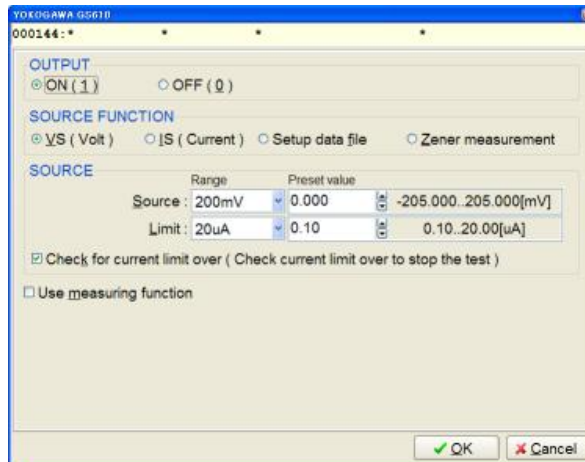 YOKOGAWA GS610
000144:* * * *
OUTPUT
ON ( 1 ) OFF ( 0 )
SOURCE FUNCTION
VS ( Volt ) IS ( Current ) Setup data file Zener measurement
SOURCE
Range Preset value
Source : 200mV 0.000 -205.000..205.000[mV]
Limit : 20uA 0.10 0.10..20.00[uA]
Check for current limit over ( Check current limit over to stop the test )
Use measuring function
OK Cancel